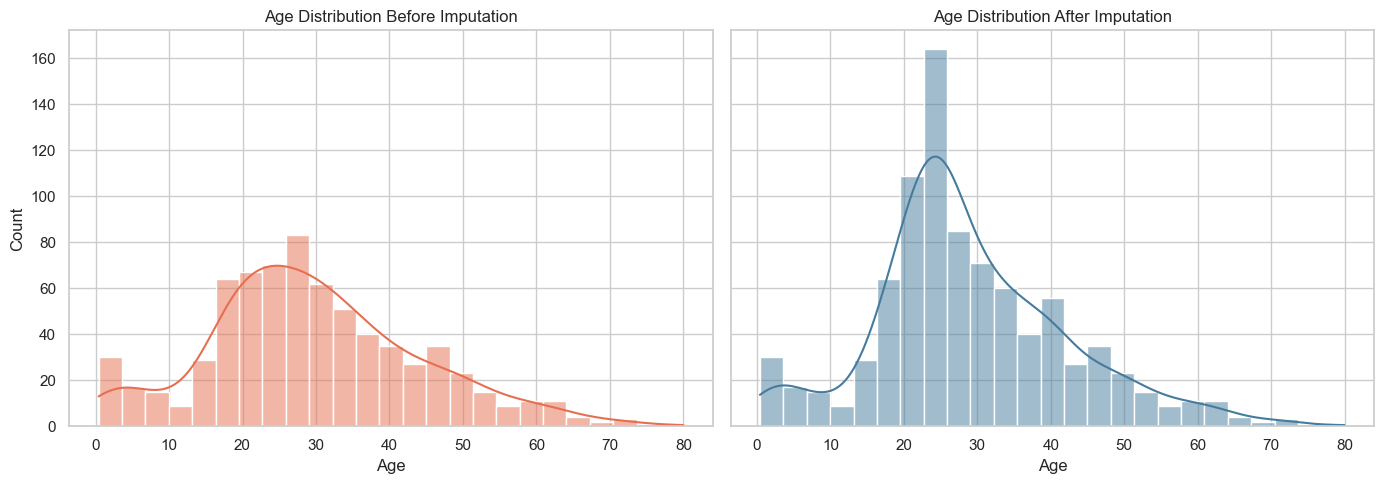 Age Distribution Before Imputation
Count
160
140
120
100
80
60
40
20
0
0 10 20 30 40 50 60 70 80
Age
Age Distribution After Imputation
0 10 20 30 40 50 60 70 80
Age